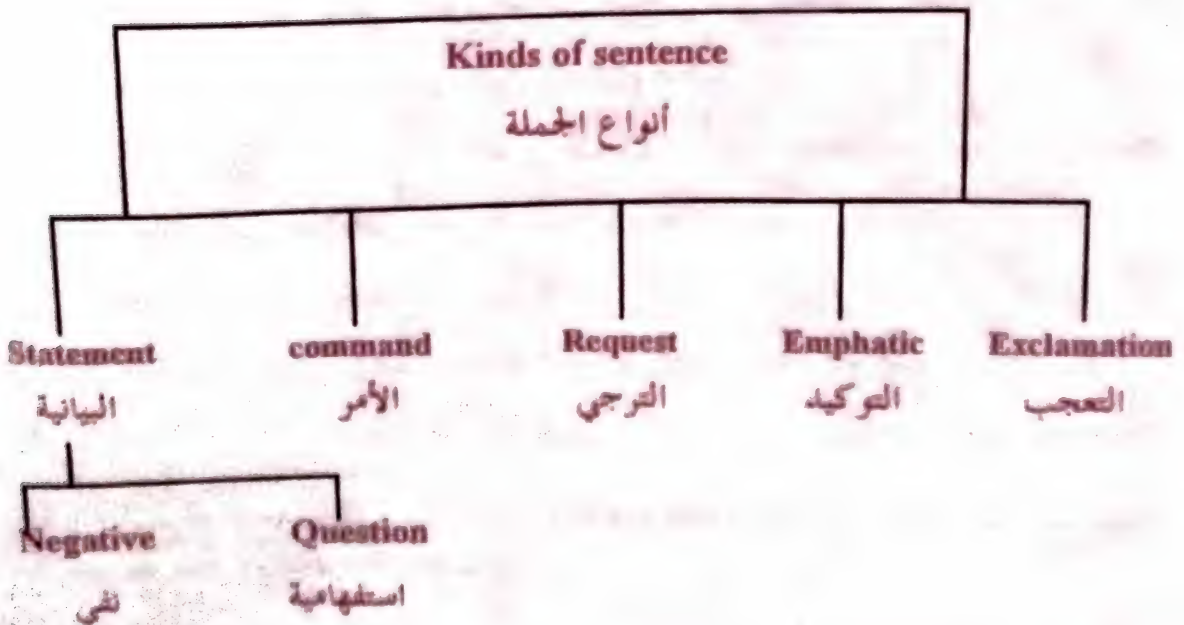 Kinds of sentence
أنواع الجملة
Statement command Request Emphatic Exclamation
البيانية الأمر الترجي التوكيد التعجب
Negative Question
نفي استفهامية